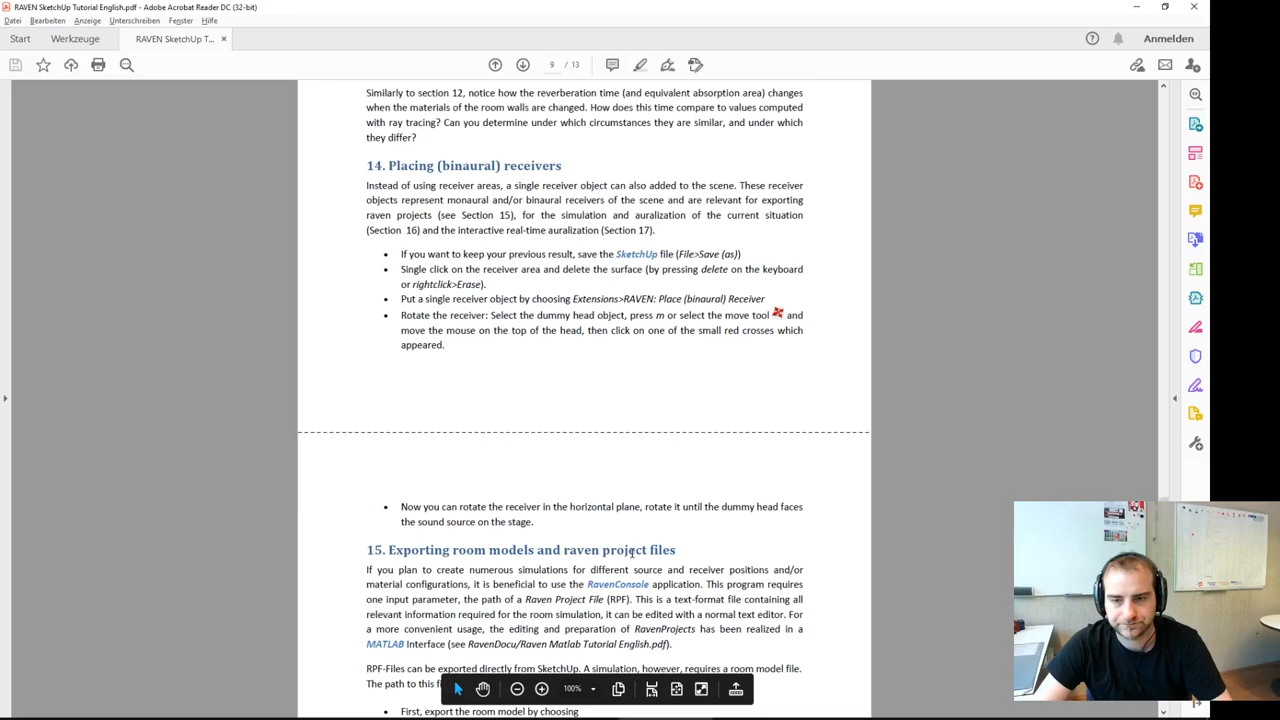 RAVEN SketchUp Tutorial English.pdf - Adobe Acrobat Reader DC (32-bit)
Datei Bearbeiten Anzeige Unterschreiben Fenster Hilfe
Start Werkzeuge RAVEN SketchUp T... × Anmelden
9 / 13
Similarly to section 12, notice how the reverberation time (and equivalent absorption area) changes
when the materials of the room walls are changed. How does this time compare to values computed
with ray tracing? Can you determine under which circumstances they are similar, and under which
they differ?
14. Placing (binaural) receivers
Instead of using receiver areas, a single receiver object can also added to the scene. These receiver
objects represent monaural and/or binaural receivers of the scene and are relevant for exporting
raven projects (see Section 15), for the simulation and auralization of the current situation
(Section 16) and the interactive real-time auralization (Section 17).
• If you want to keep your previous result, save the SketchUp file (File>Save (as))
• Single click on the receiver area and delete the surface (by pressing delete on the keyboard
or rightclick>Erase).
• Put a single receiver object by choosing Extensions>RAVEN: Place (binaural) Receiver
• Rotate the receiver: Select the dummy head object, press m or select the move tool and
move the mouse on the top of the head, then click on one of the small red crosses which
appeared.
• Now you can rotate the receiver in the horizontal plane, rotate it until the dummy head faces
the sound source on the stage.
15. Exporting room models and raven project files
If you plan to create numerous simulations for different source and receiver positions and/or
material configurations, it is beneficial to use the RavenConsole application. This program requires
one input parameter, the path of a Raven Project File (RPF). This is a text-format file containing all
relevant information required for the room simulation, it can be edited with a normal text editor. For
a more convenient usage, the editing and preparation of RavenProjects has been realized in a
MATLAB Interface (see RavenDocu/Raven Matlab Tutorial English.pdf).
RPF-Files can be exported directly from SketchUp. A simulation, however, requires a room model file.
The path to this
100%
• First, export the room model by choosing